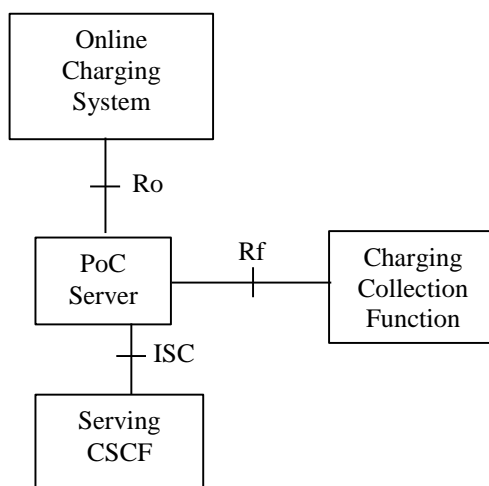 Online
Charging
System
Ro
Rf
PoC
Server
Charging
Collection
Function
ISC
Serving
CSCF